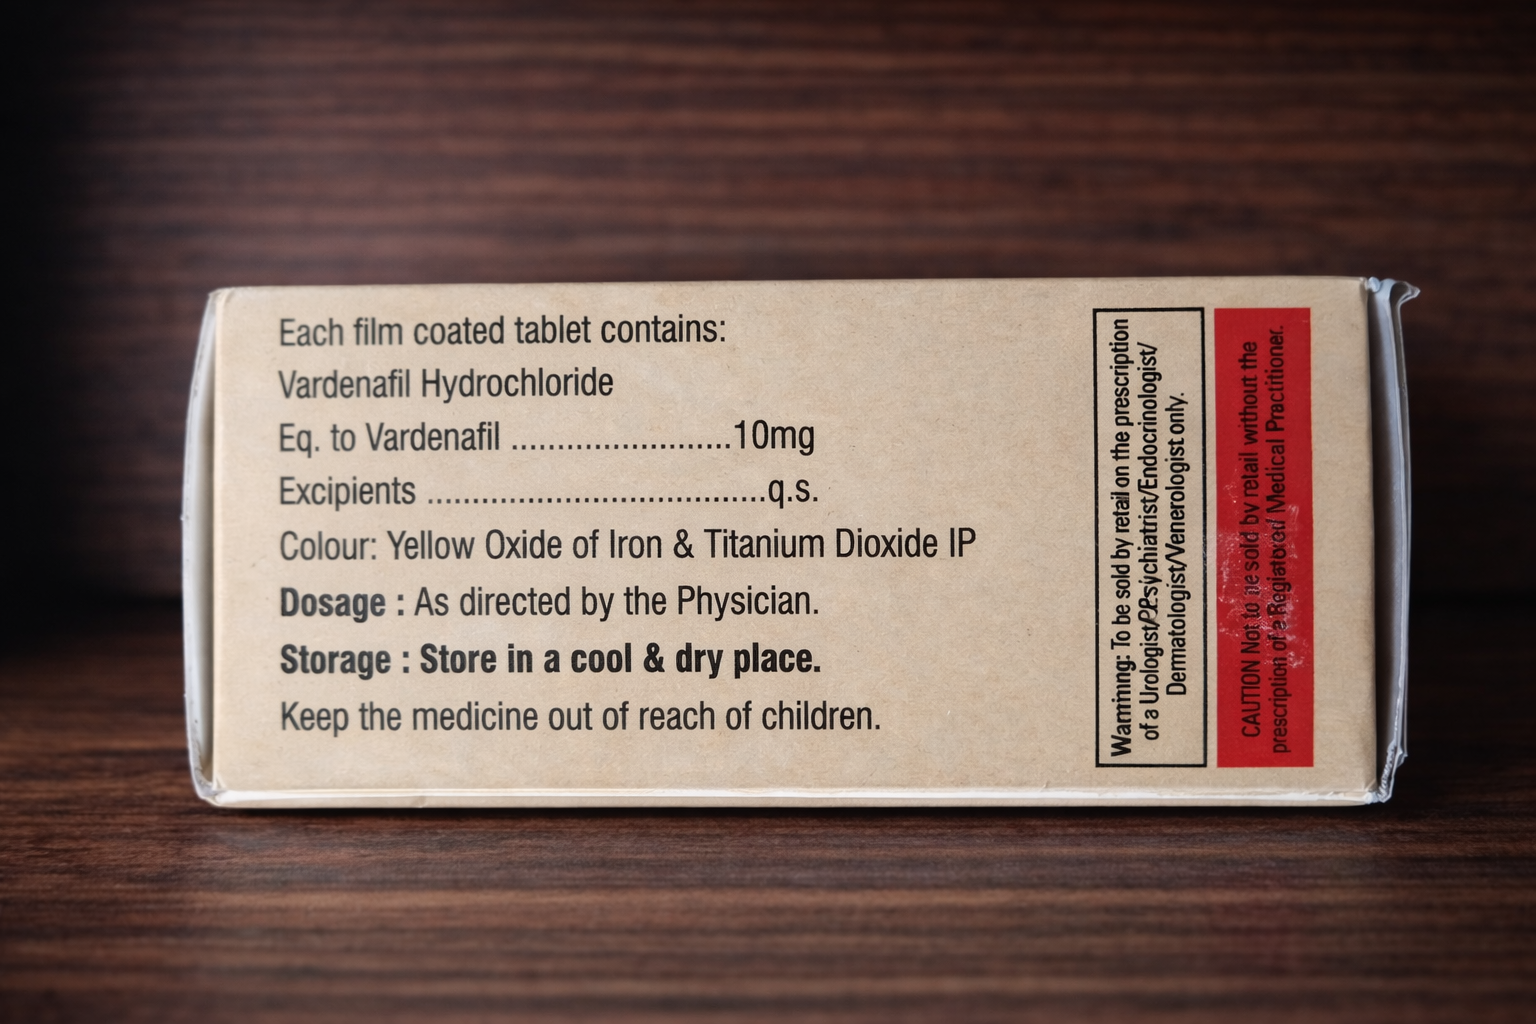 Each film coated tablet contains:
Vardenafil Hydrochloride
Eq. to Vardenafil ........................10mg
Excipients .....................................q.s.
Colour: Yellow Oxide of Iron & Titanium Dioxide IP
Dosage : As directed by the Physician.
Storage : Store in a cool & dry place.
Keep the medicine out of reach of children.
To be sold by retail on the prescription
of a Urologist/PPsychiatrist/Endocrinologist/
Dermatologist/Venerologist only.
CAUTION Not to be sold by retail without the
prescription of a Medical Practitioner.